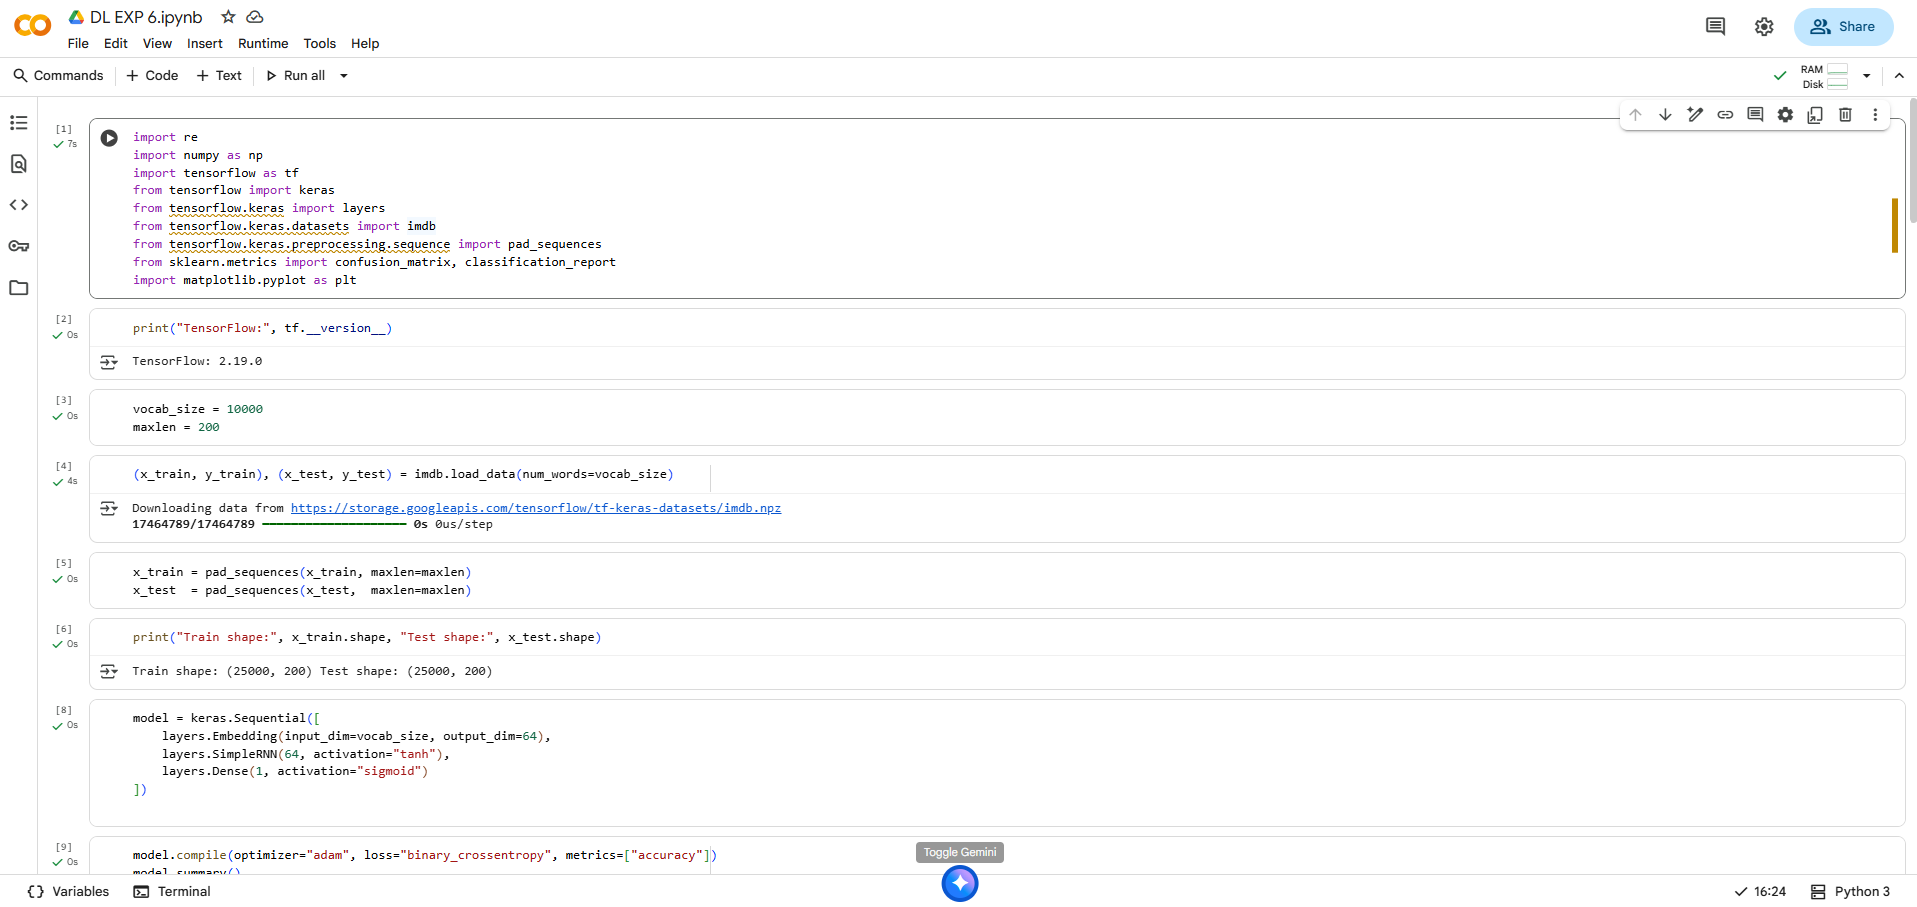 DL EXP 6.ipynb
File Edit View Insert Runtime Tools Help
Share
Commands + Code + Text Run all
RAM
Disk
[1]
7s
import re
import numpy as np
import tensorflow as tf
from tensorflow import keras
from tensorflow.keras import layers
from tensorflow.keras.datasets import imdb
from tensorflow.keras.preprocessing.sequence import pad_sequences
from sklearn.metrics import confusion_matrix, classification_report
import matplotlib.pyplot as plt
[2]
0s
print("TensorFlow:", tf.__version__)
TensorFlow: 2.19.0
[3]
0s
vocab_size = 10000
maxlen = 200
[4]
4s
(x_train, y_train), (x_test, y_test) = imdb.load_data(num_words=vocab_size)
Downloading data from https://storage.googleapis.com/tensorflow/tf-keras-datasets/imdb.npz
17464789/17464789 ━━━━━━━━━━━━━━━━━━━━ 0s 0us/step
[5]
0s
x_train = pad_sequences(x_train, maxlen=maxlen)
x_test  = pad_sequences(x_test,  maxlen=maxlen)
[6]
0s
print("Train shape:", x_train.shape, "Test shape:", x_test.shape)
Train shape: (25000, 200) Test shape: (25000, 200)
[8]
0s
model = keras.Sequential([
    layers.Embedding(input_dim=vocab_size, output_dim=64),
    layers.SimpleRNN(64, activation="tanh"),
    layers.Dense(1, activation="sigmoid")
])
[9]
0s
model.compile(optimizer="adam", loss="binary_crossentropy", metrics=["accuracy"])
model.summary()
Toggle Gemini
Variables Terminal
16:24 Python 3